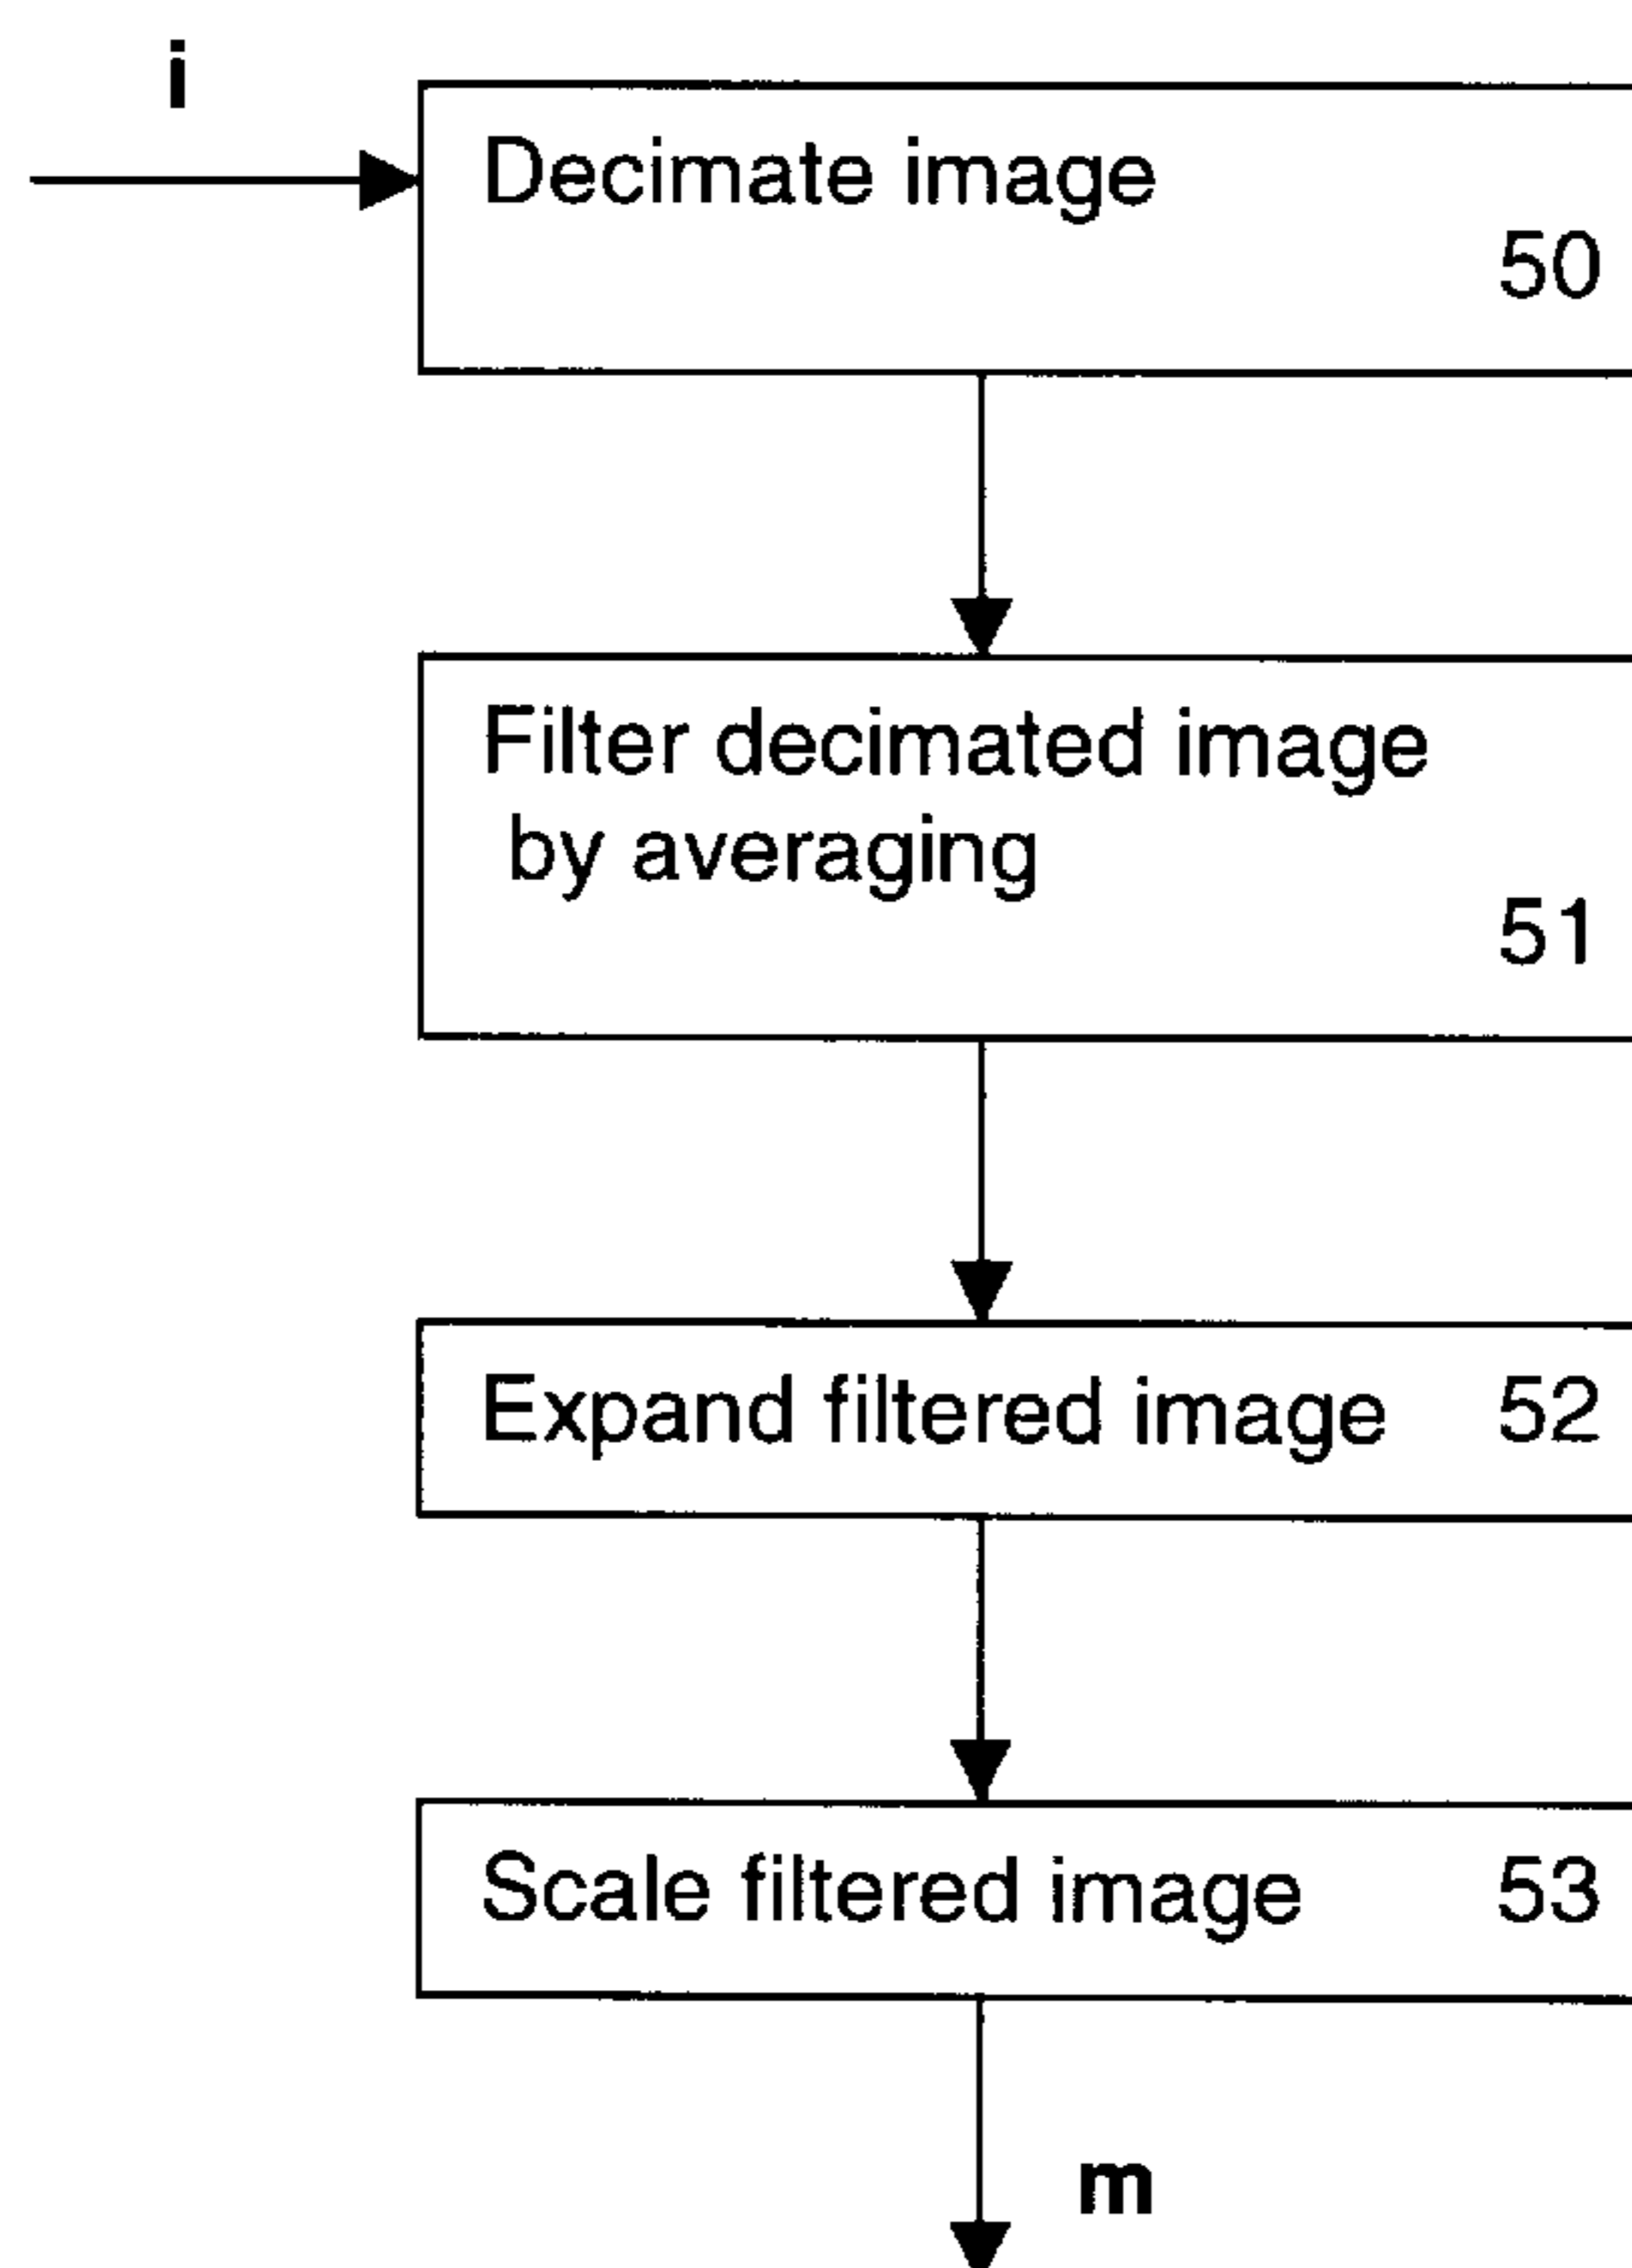 i
Decimate image
50
Filter decimated image
by averaging
51
Expand filtered image 52
Scale filtered image 53
m